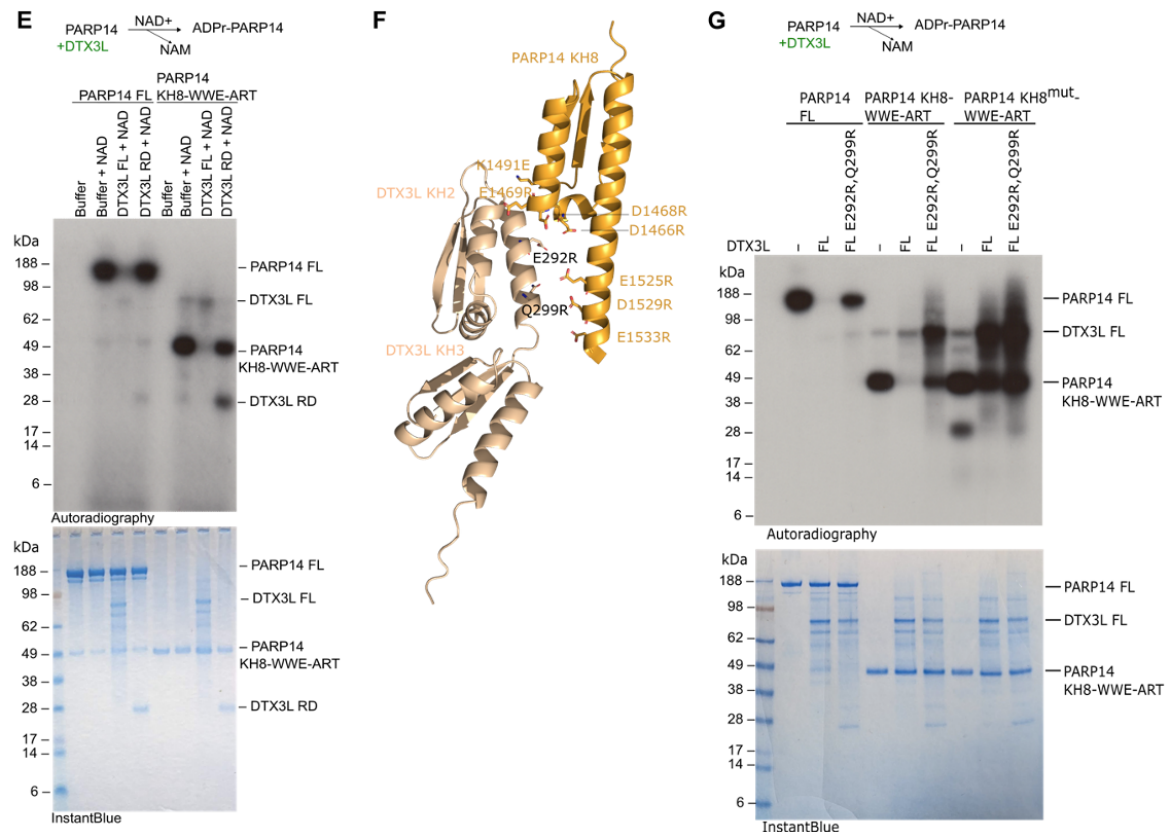 E
PARP14
NAD+
ADPr-PARP14
+DTX3L
NAM
PARP14 FL
PARP14
KH8-WWE-ART
Buffer
Buffer + NAD
DTX3L FL + NAD
DTX3L RD + NAD
Buffer
Buffer + NAD
DTX3L FL + NAD
DTX3L RD + NAD
kDa
188
98
62
49
38
28
17
14
6
PARP14 FL
DTX3L FL
PARP14
KH8-WWE-ART
DTX3L RD
Autoradiography
kDa
188
98
62
49
38
28
17
14
6
PARP14 FL
DTX3L FL
PARP14
KH8-WWE-ART
DTX3L RD
InstantBlue
F
PARP14 KH8
K1491E
DTX3L KH2
E1469R
D1468R
D1466R
E292R
E1525R
Q299R
D1529R
E1533R
DTX3L KH3
G
PARP14
NAD+
ADPr-PARP14
+DTX3L
NAM
PARP14
FL
PARP14 KH8-
WWE-ART
PARP14 KH8mut-
WWE-ART
DTX3L
-
FL
FL E292R,Q299R
-
FL
FL E292R,Q299R
-
FL
FL E292R,Q299R
kDa
188
98
62
49
38
28
17
14
6
PARP14 FL
DTX3L FL
PARP14
KH8-WWE-ART
Autoradiography
kDa
188
98
62
49
38
28
17
14
6
PARP14 FL
DTX3L FL
PARP14
KH8-WWE-ART
InstantBlue